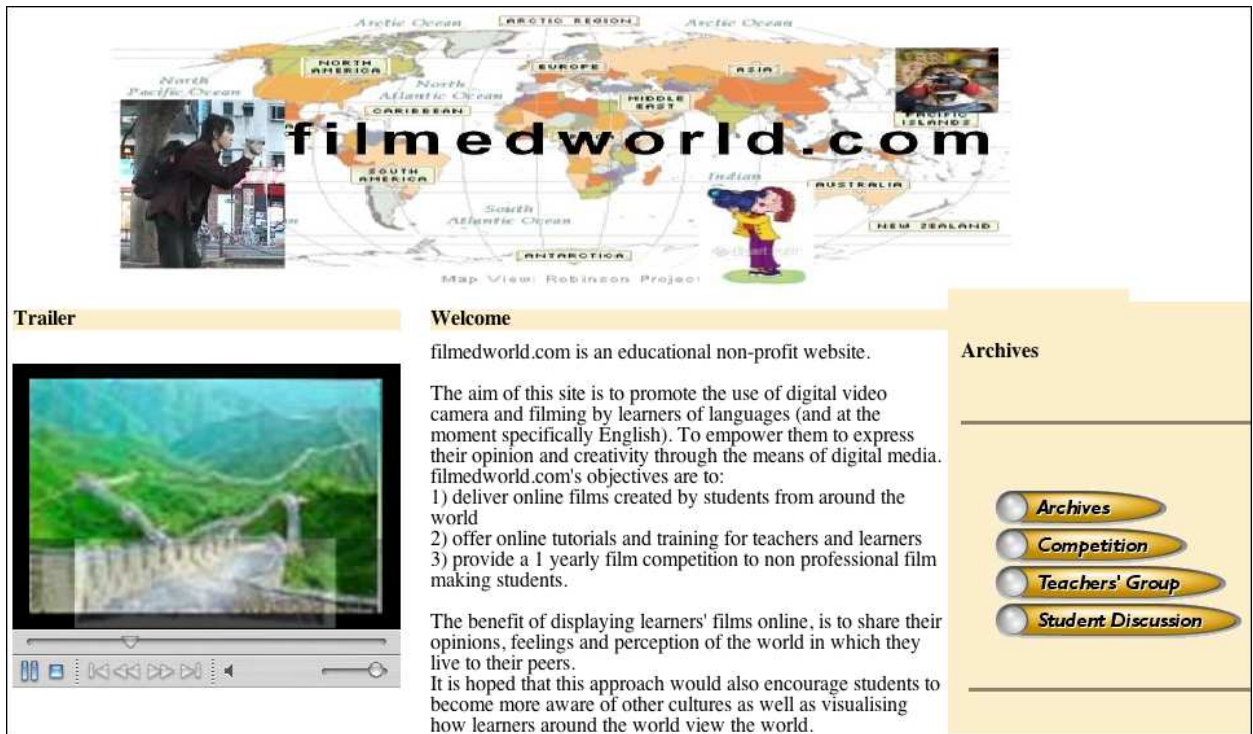 Arctic Ocean
ARCTIC REGION
Arctic Ocean
NORTH
AMERICA
EUROPE
ASIA
North
Pacific Ocean
North
Atlantic Ocean
CARIBBEAN
MIDDLE
EAST
PACIFIC
ISLANDS
filmedworld.com
SOUTH
AMERICA
Indian
AUSTRALIA
South
Atlantic Ocean
NEW ZEALAND
ANTARCTICA
Map View: Robinson Project
Trailer
Welcome
filmedworld.com is an educational non-profit website.
The aim of this site is to promote the use of digital video
camera and filming by learners of languages (and at the
moment specifically English). To empower them to express
their opinion and creativity through the means of digital media.
filmedworld.com's objectives are to:
1) deliver online films created by students from around the
world
2) offer online tutorials and training for teachers and learners
3) provide a 1 yearly film competition to non professional film
making students.
The benefit of displaying learners' films online, is to share their
opinions, feelings and perception of the world in which they
live to their peers.
It is hoped that this approach would also encourage students to
become more aware of other cultures as well as visualising
how learners around the world view the world.
Archives
Archives
Competition
Teachers' Group
Student Discussion